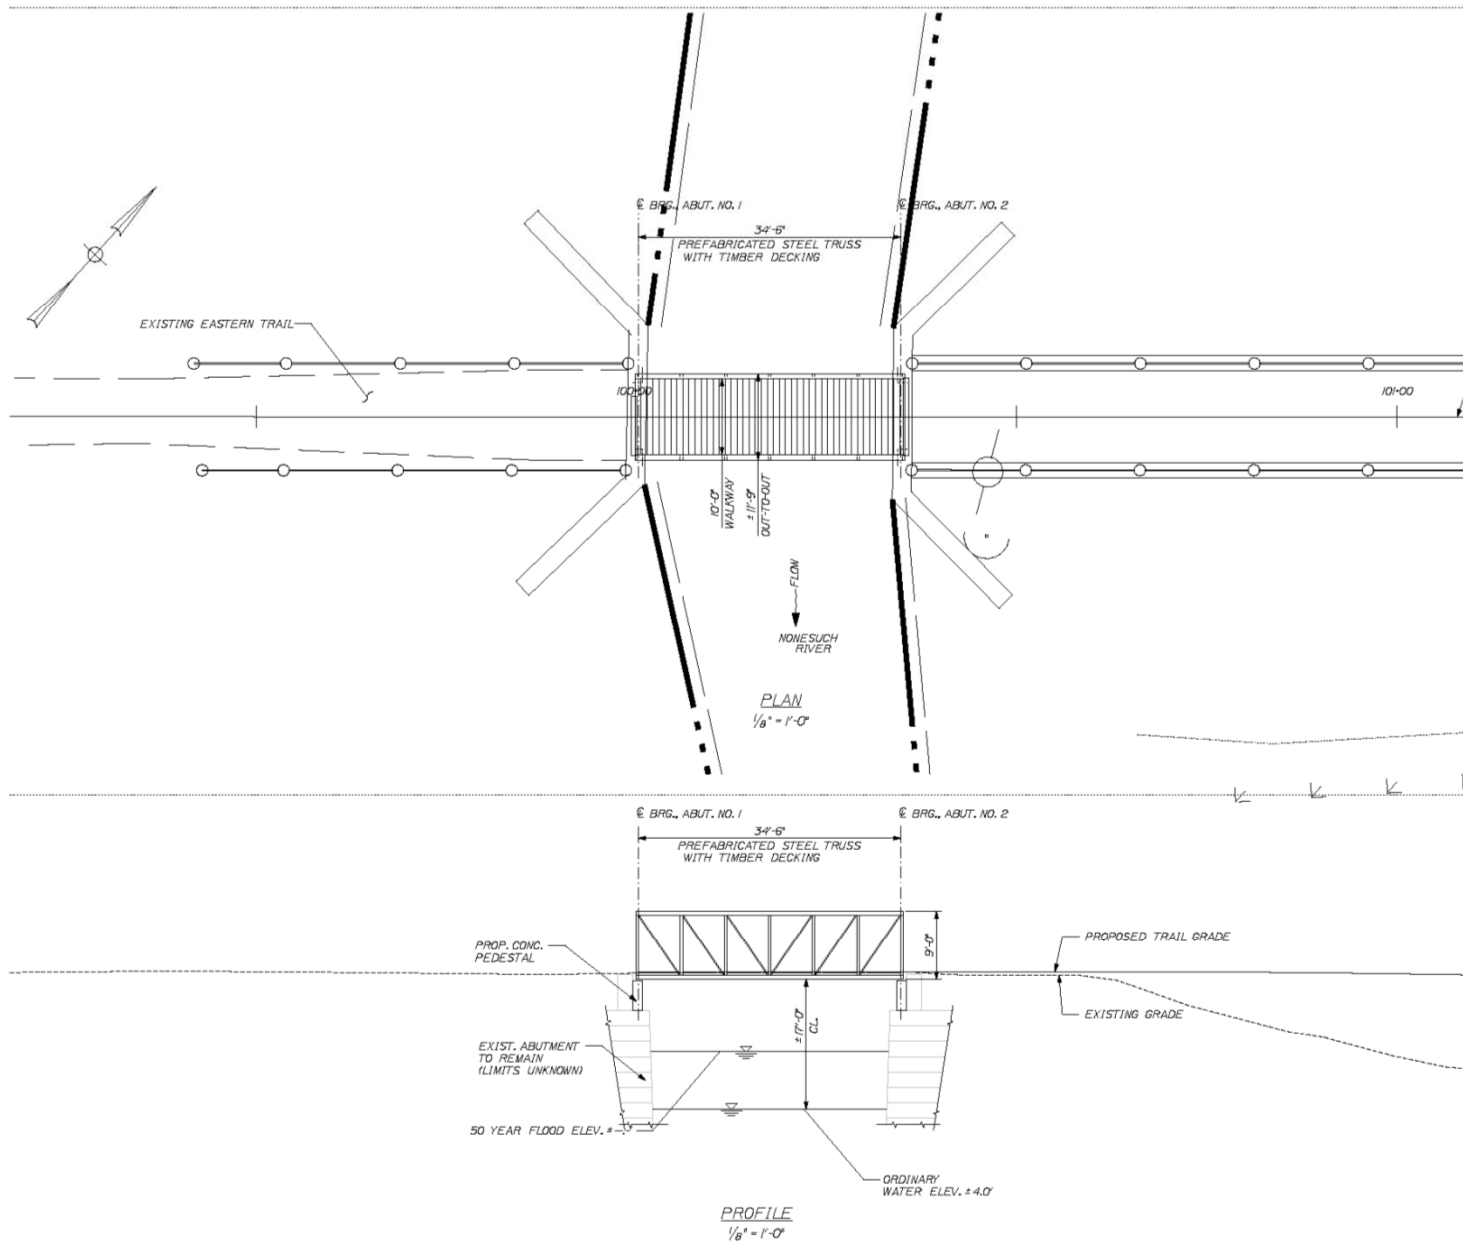 ℄ BRG., ABUT. NO. 1
℄ BRG., ABUT. NO. 2
34'-6"
PREFABRICATED STEEL TRUSS
WITH TIMBER DECKING
EXISTING EASTERN TRAIL
100+00
101+00
10'-0"
WALKWAY
±11'-9"
OUT-TO-OUT
FLOW
NONESUCH
RIVER
PLAN
1/8" = 1'-0"
℄ BRG., ABUT. NO. 1
℄ BRG., ABUT. NO. 2
34'-6"
PREFABRICATED STEEL TRUSS
WITH TIMBER DECKING
PROP. CONC.
PEDESTAL
9'-0"
PROPOSED TRAIL GRADE
EXISTING GRADE
±17'-0"
CL.
EXIST. ABUTMENT
TO REMAIN
(LIMITS UNKNOWN)
50 YEAR FLOOD ELEV. ±
ORDINARY
WATER ELEV. ±4.0'
PROFILE
1/8" = 1'-0"